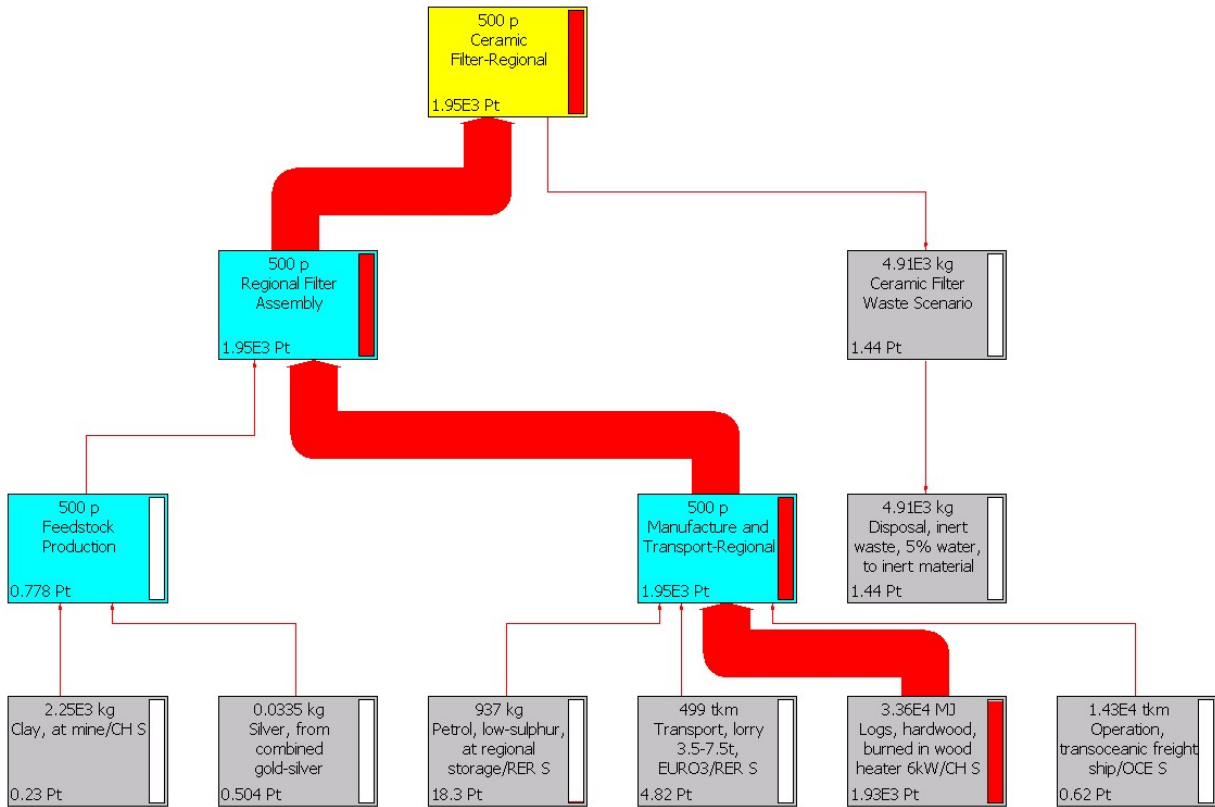 500 p
Ceramic
Filter-Regional
1.95E3 Pt
500 p
Regional Filter
Assembly
1.95E3 Pt
4.91E3 kg
Ceramic Filter
Waste Scenario
1.44 Pt
500 p
Feedstock
Production
0.778 Pt
500 p
Manufacture and
Transport-Regional
1.95E3 Pt
4.91E3 kg
Disposal, inert
waste, 5% water,
to inert material
1.44 Pt
2.25E3 kg
Clay, at mine/CH S
0.23 Pt
0.0335 kg
Silver, from
combined
gold-silver
0.504 Pt
937 kg
Petrol, low-sulphur,
at regional
storage/RER S
18.3 Pt
499 tkm
Transport, lorry
3.5-7.5t,
EURO3/RER S
4.82 Pt
3.36E4 MJ
Logs, hardwood,
burned in wood
heater 6kW/CH S
1.93E3 Pt
1.43E4 tkm
Operation,
transoceanic freight
ship/OCE S
0.62 Pt